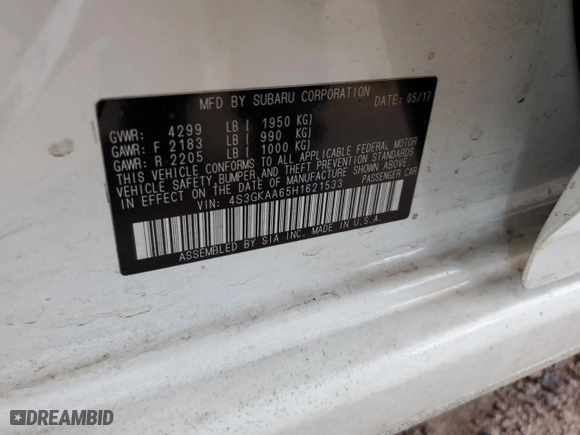 MFD BY SUBARU CORPORATION DATE: 05/17
GVWR: 4299 LB( 1950 KG)
GAWR: F 2183 LB( 990 KG)
GAWR: R 2205 LB( 1000 KG)
THIS VEHICLE CONFORMS TO ALL APPLICABLE FEDERAL MOTOR
VEHICLE SAFETY,BUMPER,AND THEFT PREVENTION STANDARDS
IN EFFECT ON THE DATE OF MANUFACTURE SHOWN ABOVE.
VIN: 4S3GKAA65H1621533 PASSENGER CAR
ASSEMBLED BY SIA INC. MADE IN U.S.A.
DREAMBID